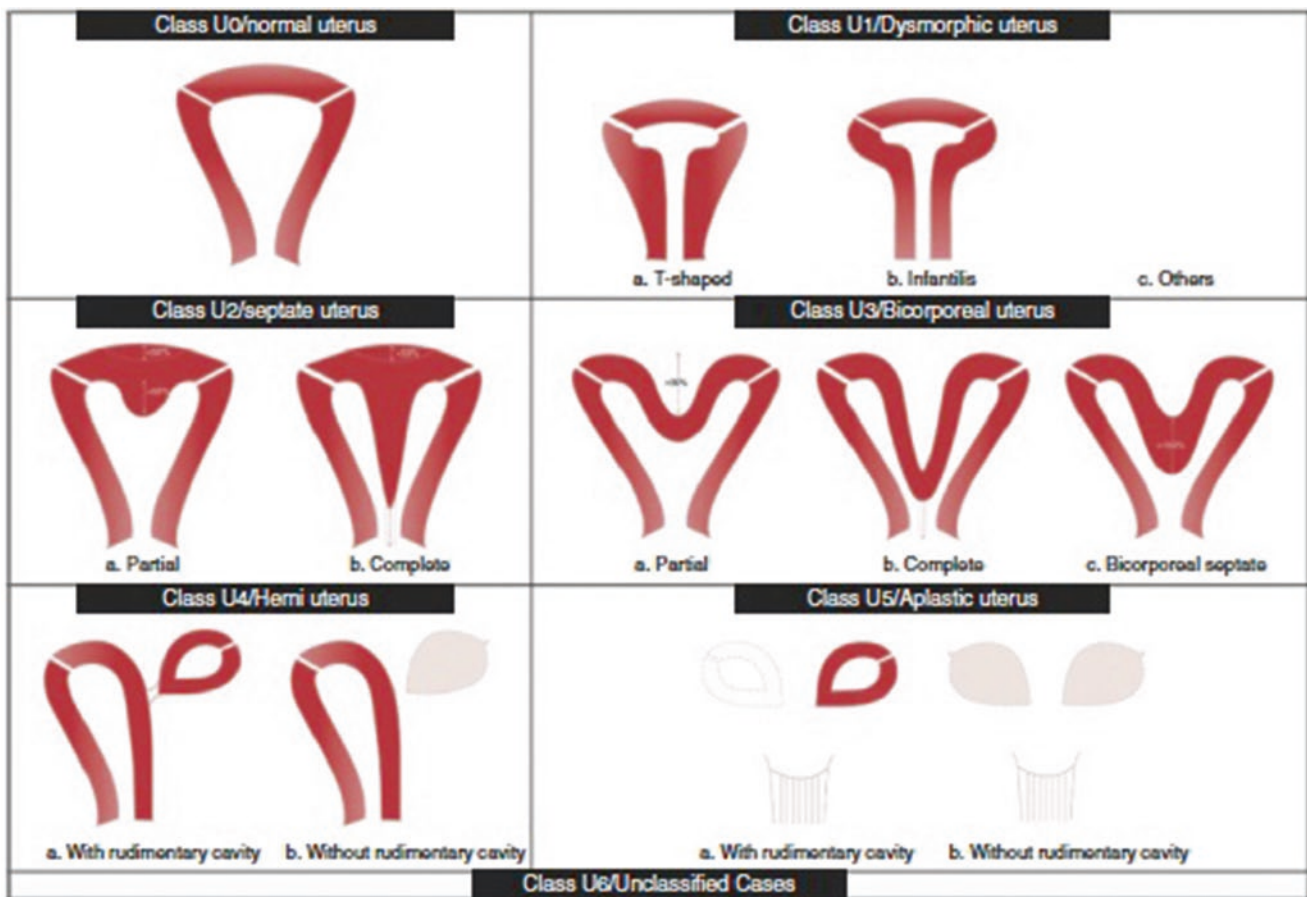 Class U0/normal uterus
Class U1/Dysmorphic uterus
a. T-shaped
b. Infantilis
c. Others
Class U2/septate uterus
a. Partial
b. Complete
Class U3/Bicorporeal uterus
a. Partial
b. Complete
c. Bicorporeal septate
Class U4/Hemi uterus
a. With rudimentary cavity
b. Without rudimentary cavity
Class U5/Aplastic uterus
a. With rudimentary cavity
b. Without rudimentary cavity
Class U6/Unclassified Cases